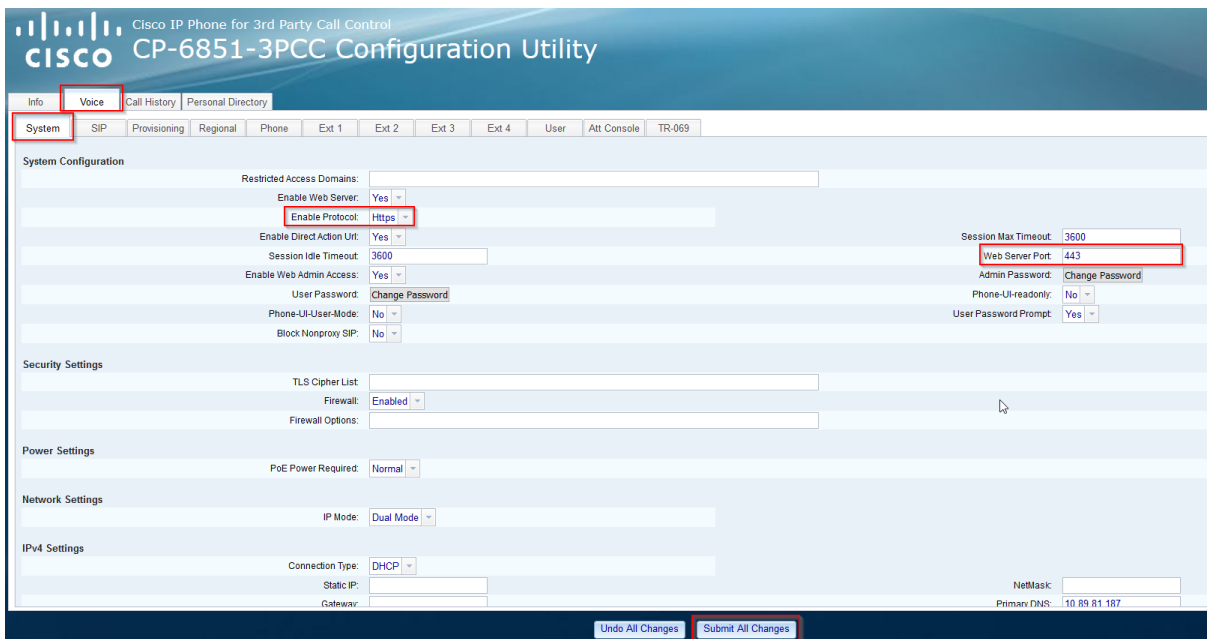 Cisco IP Phone for 3rd Party Call Control
CISCO CP-6851-3PCC Configuration Utility
Info Voice Call History Personal Directory
System SIP Provisioning Regional Phone Ext 1 Ext 2 Ext 3 Ext 4 User Att Console TR-069
System Configuration
Restricted Access Domains:
Enable Web Server: Yes
Enable Protocol: Https
Enable Direct Action Url: Yes Session Max Timeout: 3600
Session Idle Timeout: 3600 Web Server Port: 443
Enable Web Admin Access: Yes Admin Password: Change Password
User Password: Change Password Phone-UI-readonly: No
Phone-UI-User-Mode: No User Password Prompt: Yes
Block Nonproxy SIP: No
Security Settings
TLS Cipher List:
Firewall: Enabled
Firewall Options:
Power Settings
PoE Power Required: Normal
Network Settings
IP Mode: Dual Mode
IPv4 Settings
Connection Type: DHCP
Static IP: NetMask:
Gateway: Primary DNS: 10.89.81.187
Undo All Changes Submit All Changes